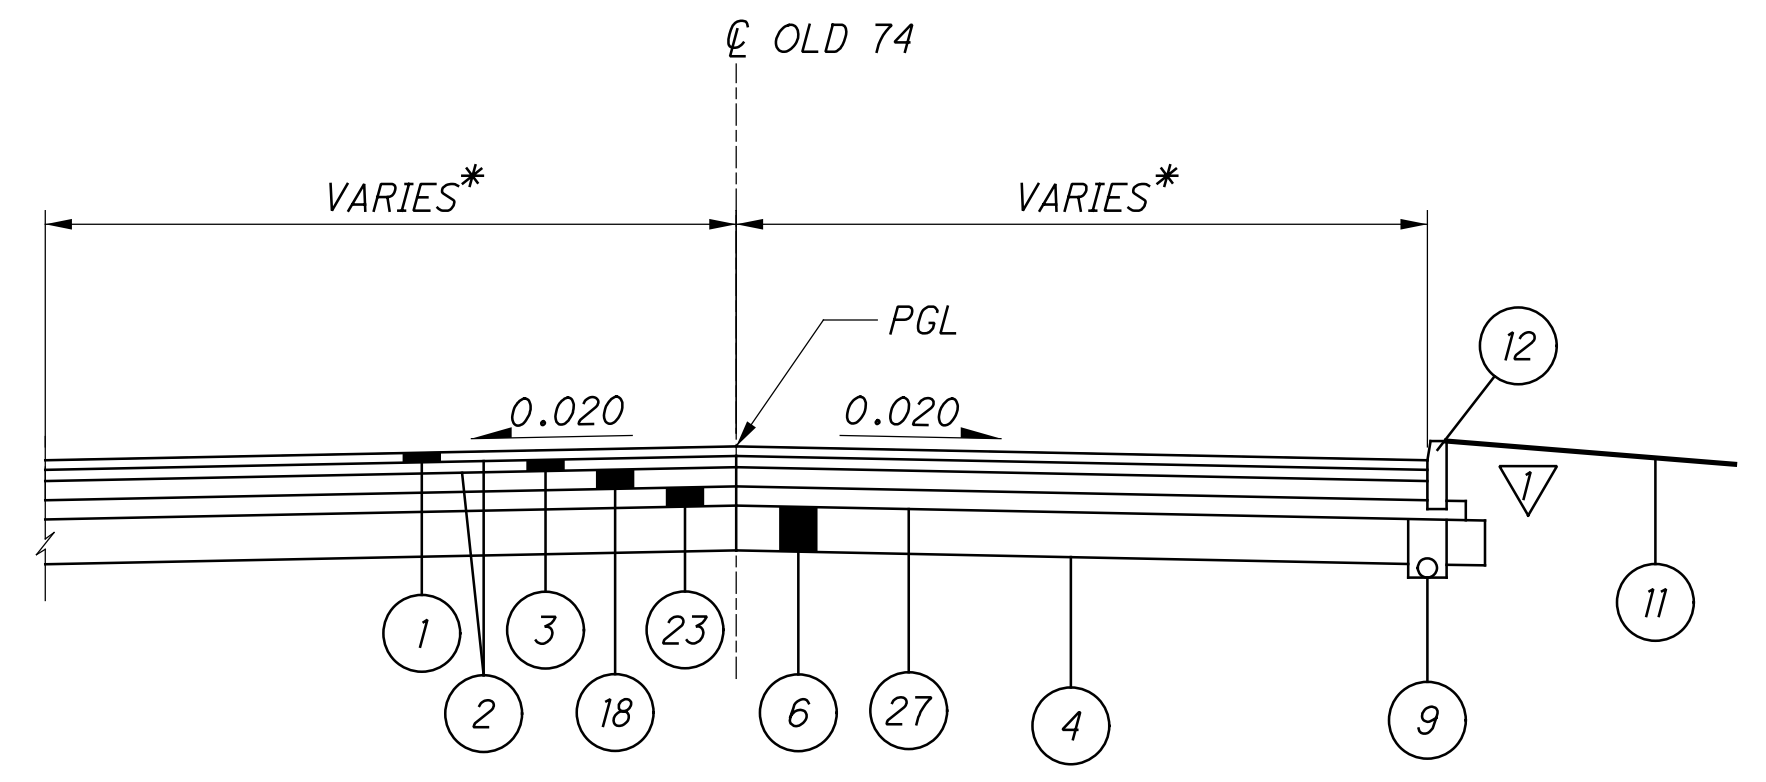 ℄ OLD 74
VARIES* VARIES*
PGL
12
0.020 0.020
1
11
1 3 23
2 18 6 27 4 9